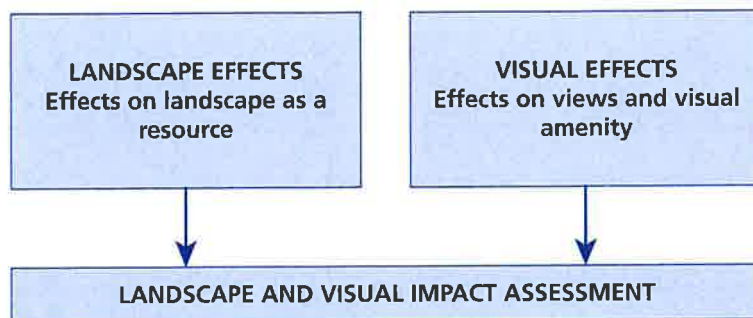 LANDSCAPE EFFECTS
Effects on landscape as a
resource
VISUAL EFFECTS
Effects on views and visual
amenity
LANDSCAPE AND VISUAL IMPACT ASSESSMENT